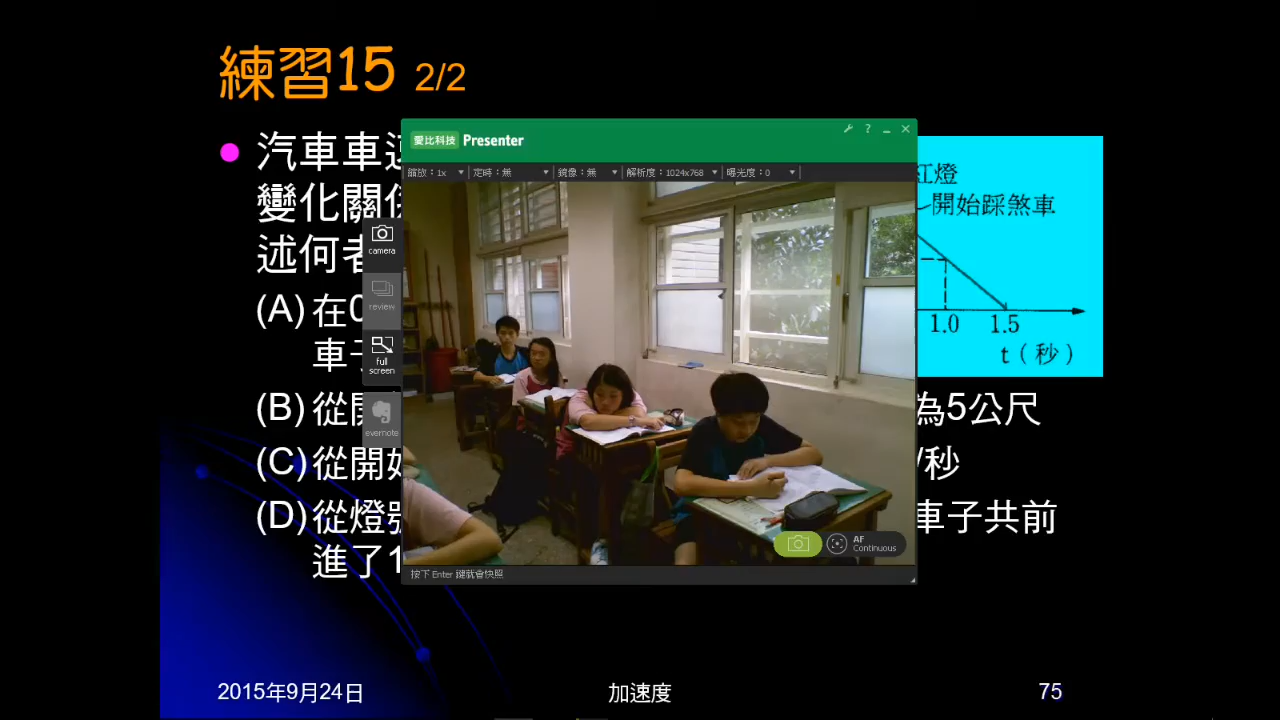 練習15 2/2
汽車車速
變化關係
述何者
(A) 在0
車子
(B) 從開 為5公尺
(C) 從開始 /秒
(D) 從燈號 車子共前
進了1
紅燈
開始踩煞車
1.0 1.5
t（秒）
愛比科技 Presenter
縮放：1x 定時：無 鏡像：無 解析度：1024x768 曝光度：0
camera
review
full
screen
evernote
AF
Continuous
按下 Enter 鍵就會快照
2015年9月24日 加速度 75